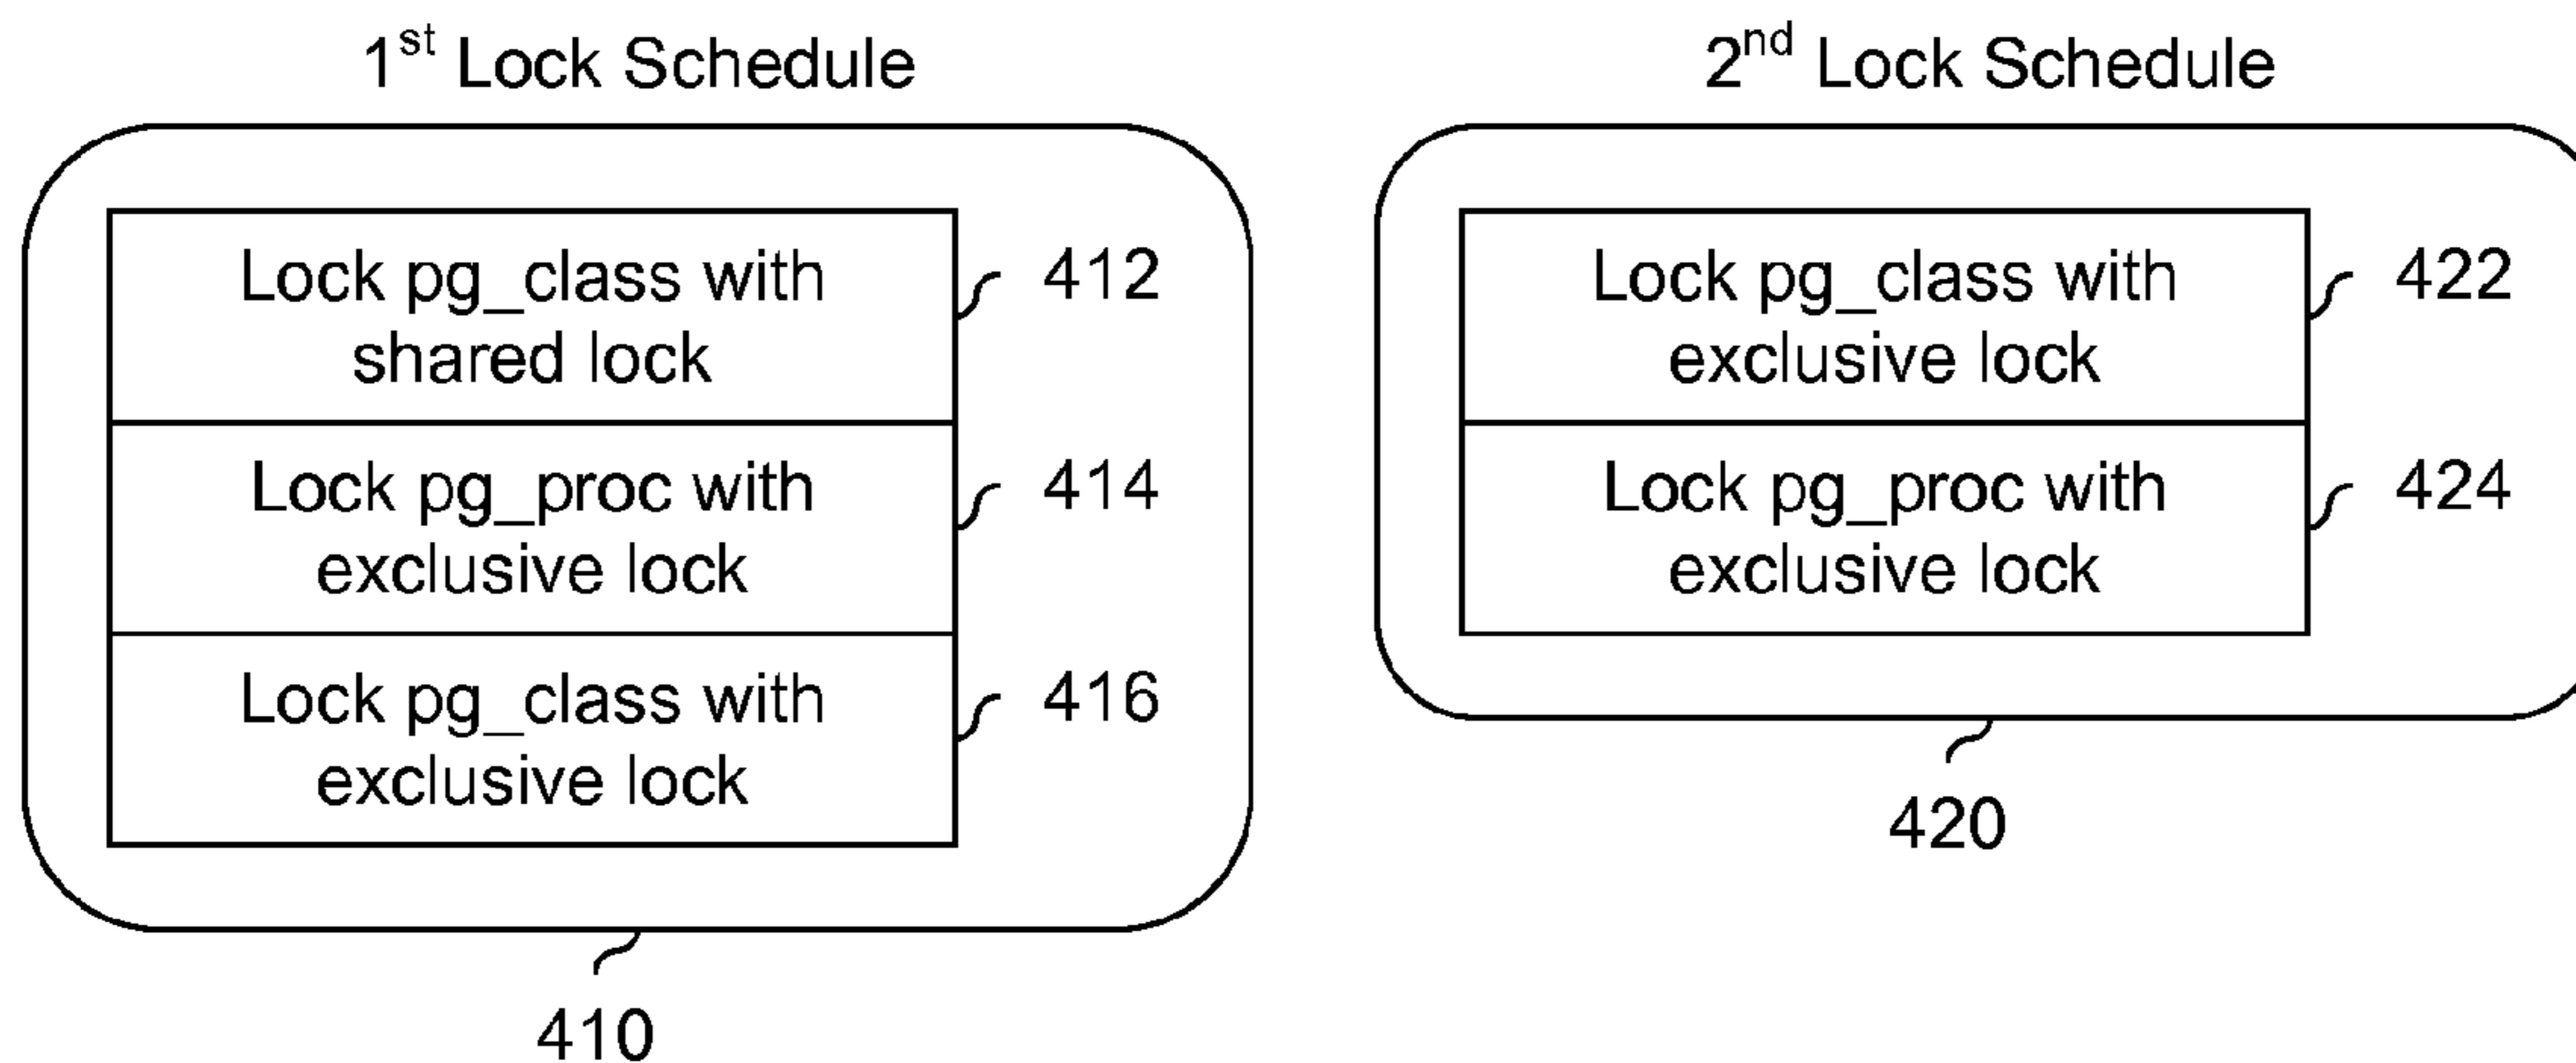 1st Lock Schedule
Lock pg_class with
shared lock
412
Lock pg_proc with
exclusive lock
414
Lock pg_class with
exclusive lock
416
410
2nd Lock Schedule
Lock pg_class with
exclusive lock
422
Lock pg_proc with
exclusive lock
424
420